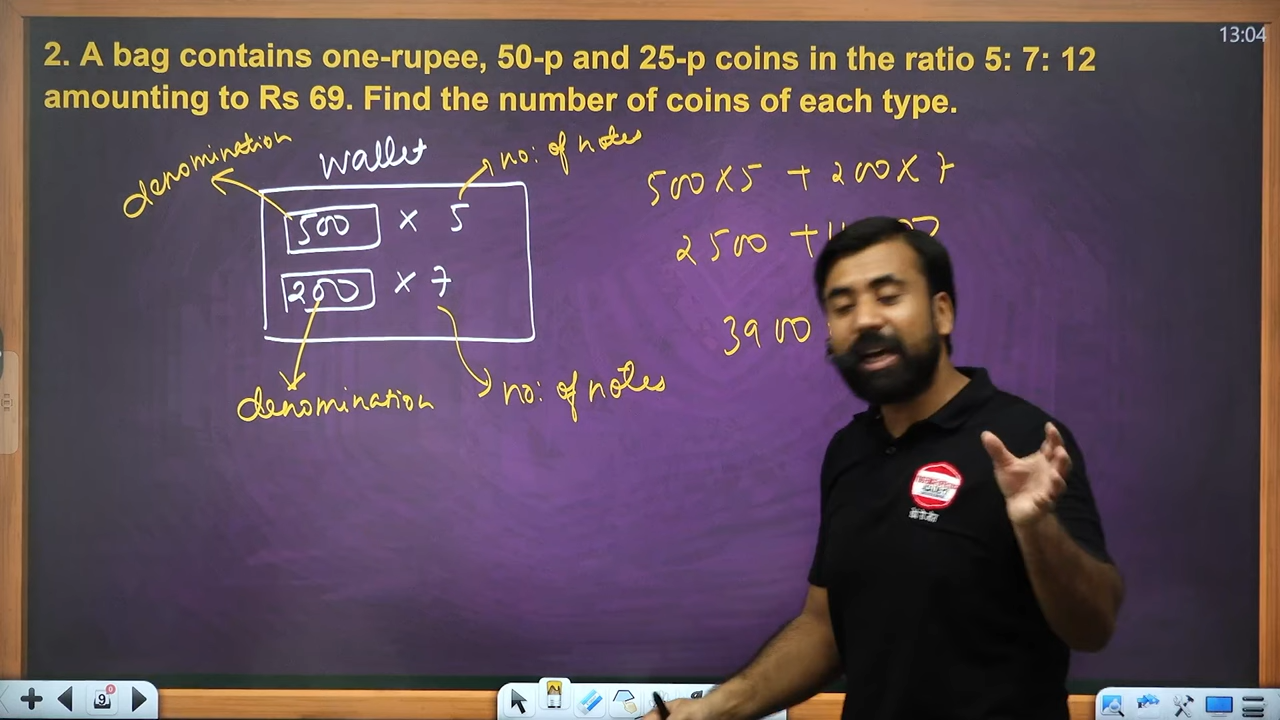 13:04
2. A bag contains one-rupee, 50-p and 25-p coins in the ratio 5: 7: 12
amounting to Rs 69. Find the number of coins of each type.
denomination
wallet
no: of notes
500 × 5
200 × 7
denomination
no: of notes
500×5 + 200×7
2500 +
3900
9